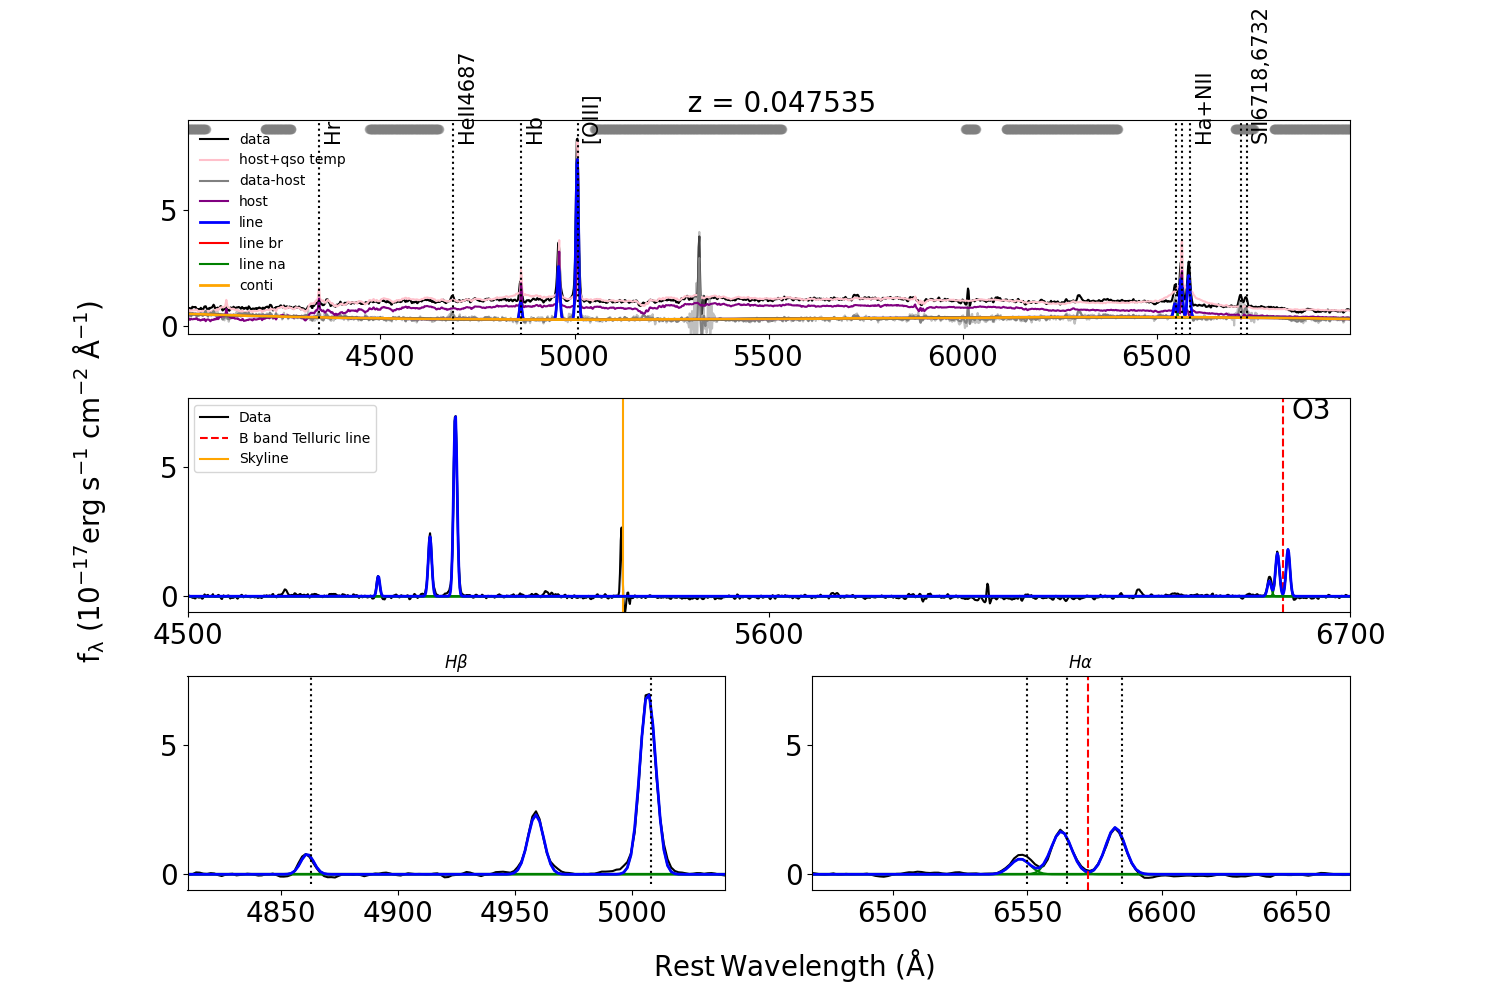 z = 0.047535
Hr
HeII4687
Hb
[OIII]
Ha+NII
SII6718,6732
data
host+qso temp
data-host
host
line
line br
line na
conti
5
0
4500
5000
5500
6000
6500
Data
B band Telluric line
Skyline
O3
5
0
4500
5600
6700
fλ (10−17erg s−1 cm−2 Å−1)
Hβ
5
0
4850
4900
4950
5000
Hα
5
0
6500
6550
6600
6650
Rest Wavelength (Å)